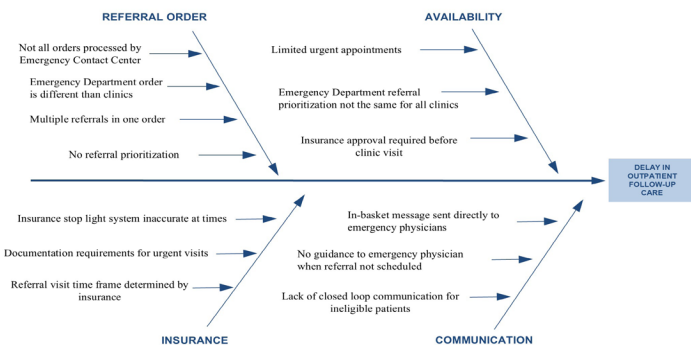 REFERRAL ORDER
Not all orders processed by
Emergency Contact Center
Emergency Department order
is different than clinics
Multiple referrals in one order
No referral prioritization
AVAILABILITY
Limited urgent appointments
Emergency Department referral
prioritization not the same for all clinics
Insurance approval required before
clinic visit
DELAY IN
OUTPATIENT
FOLLOW-UP
CARE
Insurance stop light system inaccurate at times
Documentation requirements for urgent visits
Referral visit time frame determined by
insurance
INSURANCE
In-basket message sent directly to
emergency physicians
No guidance to emergency physician
when referral not scheduled
Lack of closed loop communication for
ineligible patients
COMMUNICATION